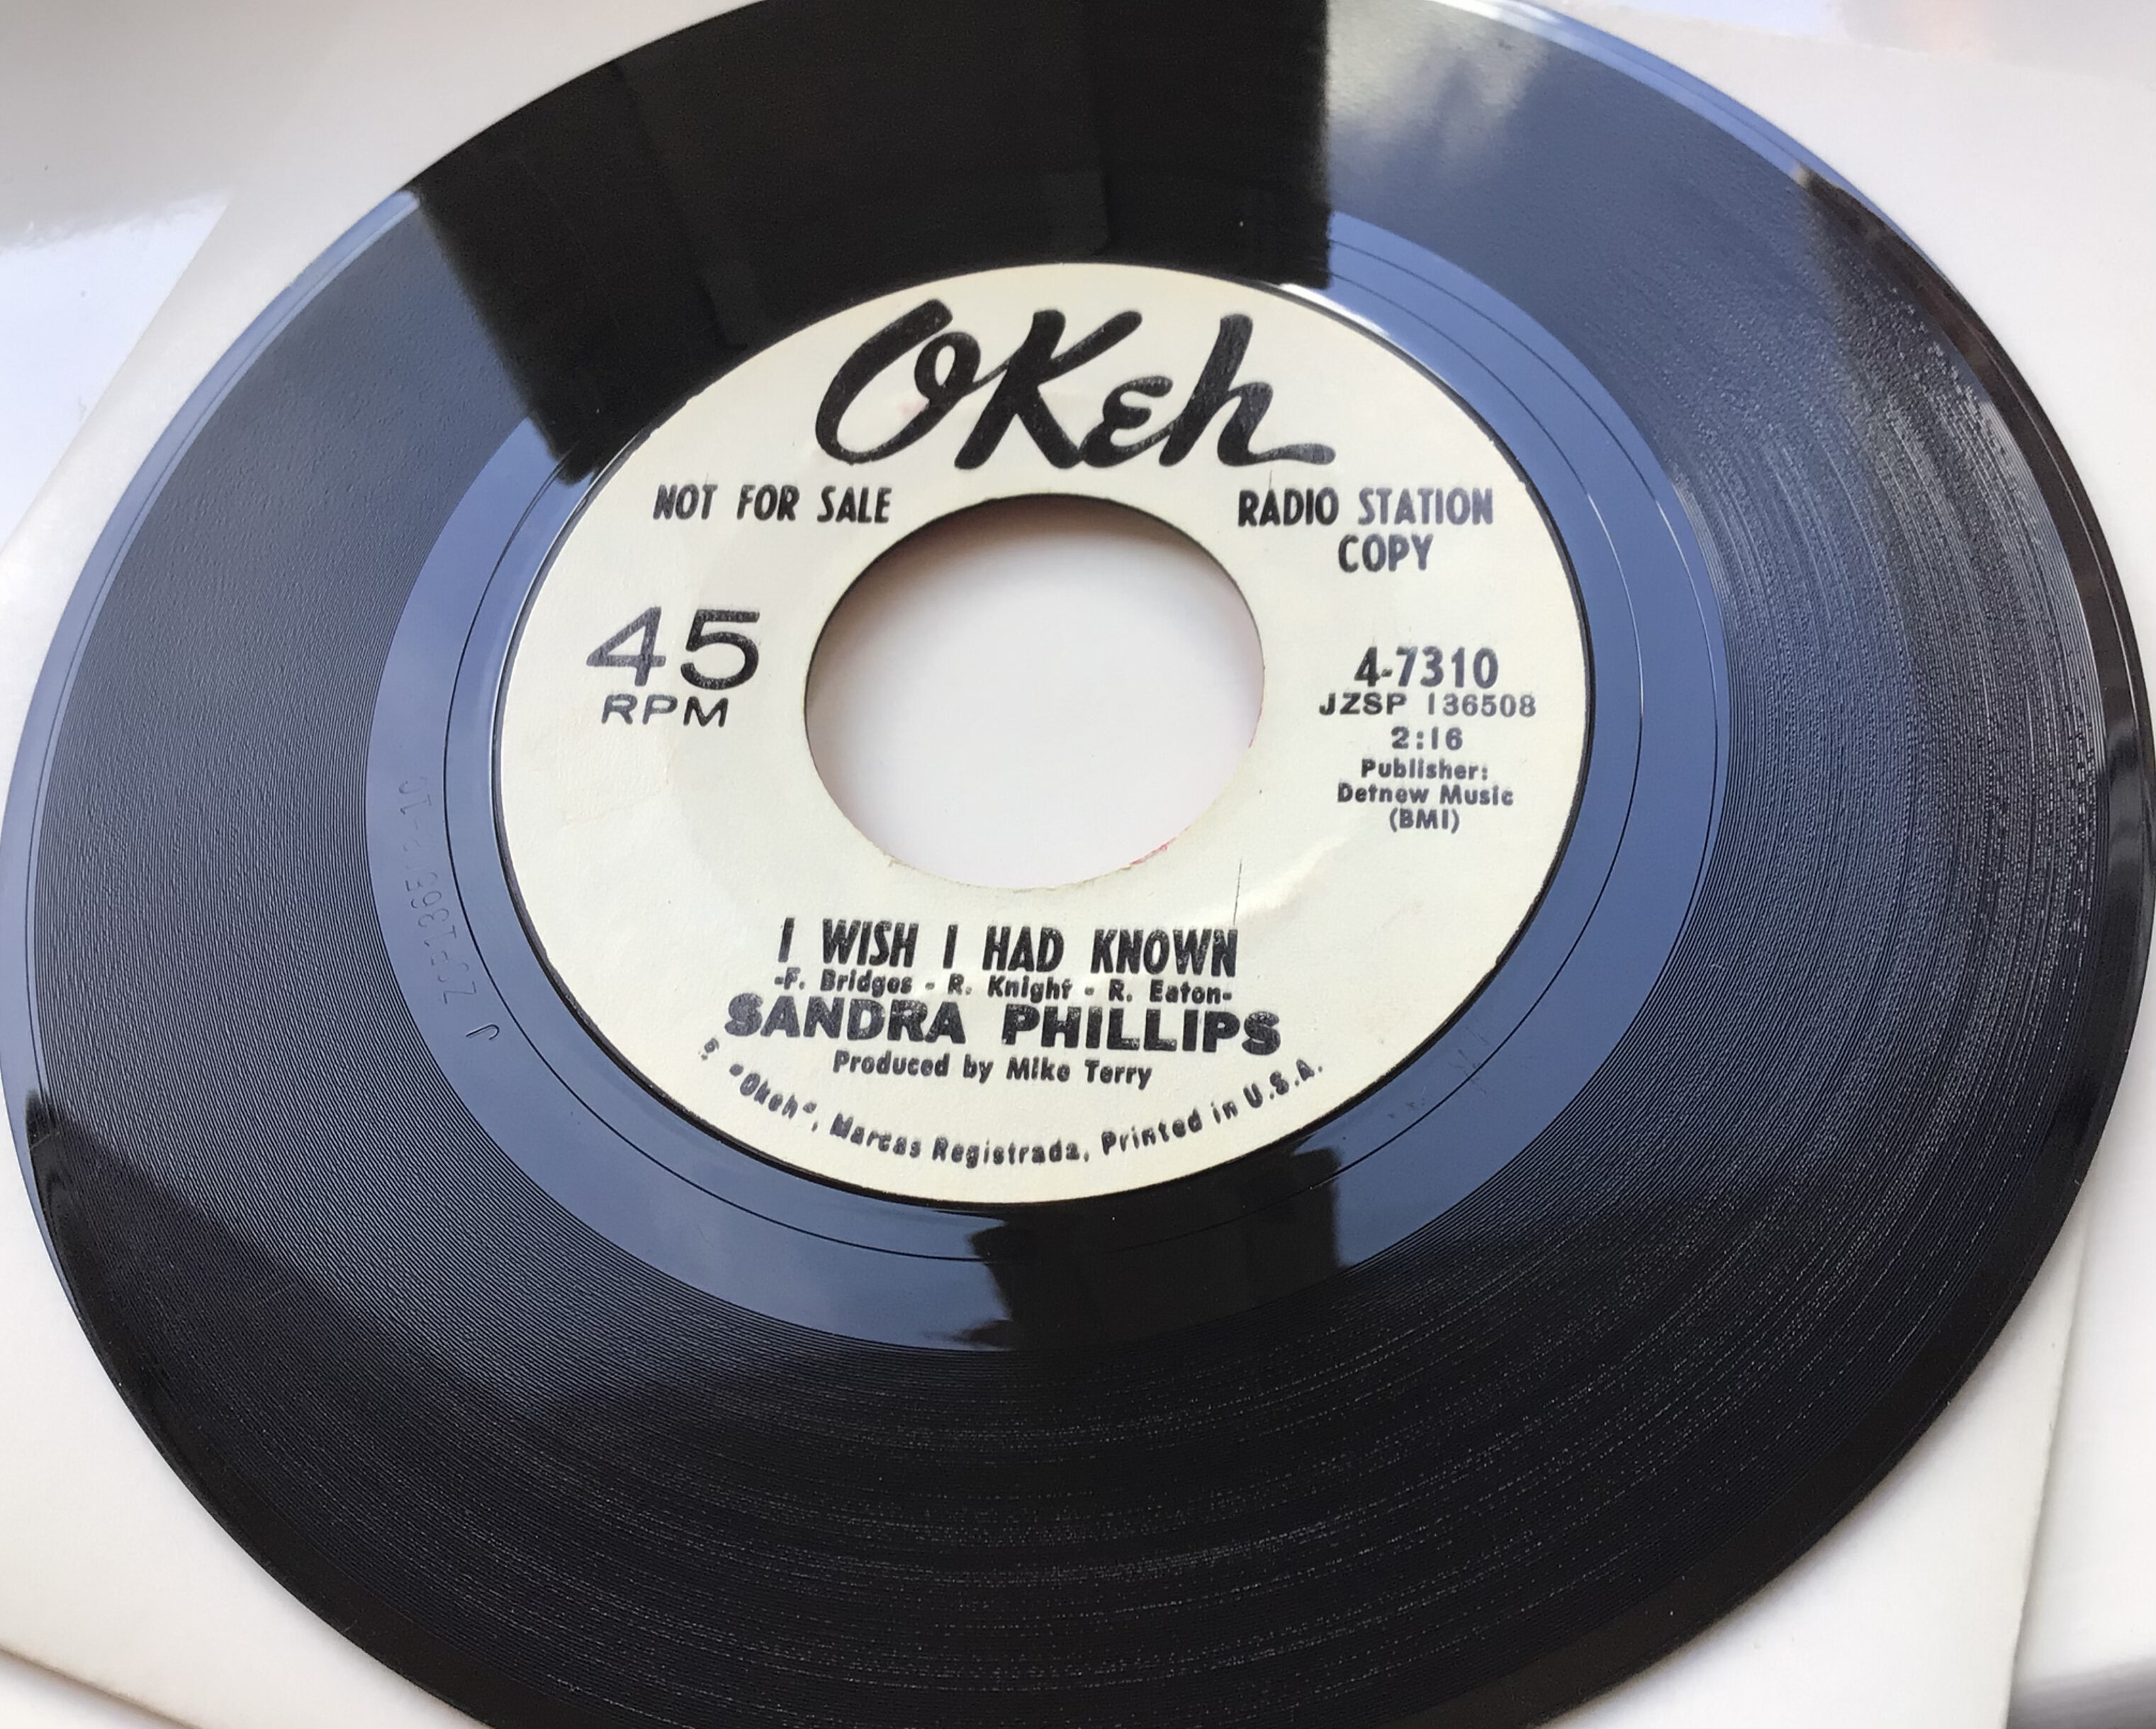 OKeh
NOT FOR SALE
RADIO STATION
COPY
45
RPM
4-7310
JZSP 136508
2:16
Publisher:
Detnew Music
(BMI)
I WISH I HAD KNOWN
-F. Bridges - R. Knight - R. Eaton-
SANDRA PHILLIPS
Produced by Mike Terry
"Okeh", Marcas Registrada, Printed in U.S.A.